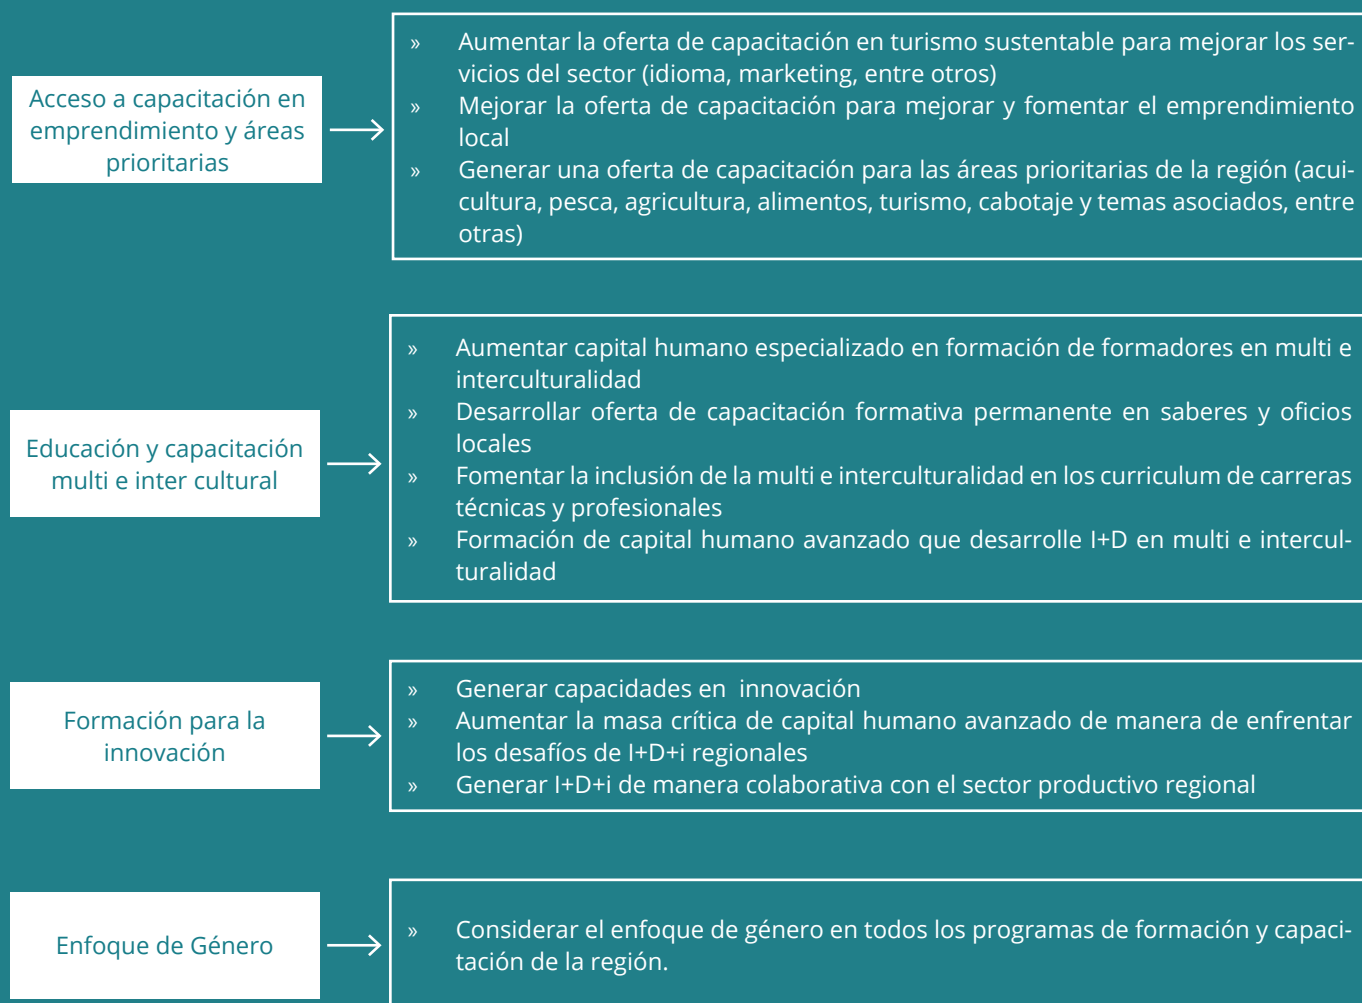 Acceso a capacitación en
emprendimiento y áreas
prioritarias
» Aumentar la oferta de capacitación en turismo sustentable para mejorar los ser-
vicios del sector (idioma, marketing, entre otros)
» Mejorar la oferta de capacitación para mejorar y fomentar el emprendimiento
local
» Generar una oferta de capacitación para las áreas prioritarias de la región (acui-
cultura, pesca, agricultura, alimentos, turismo, cabotaje y temas asociados, entre
otras)
Educación y capacitación
multi e inter cultural
» Aumentar capital humano especializado en formación de formadores en multi e
interculturalidad
» Desarrollar oferta de capacitación formativa permanente en saberes y oficios
locales
» Fomentar la inclusión de la multi e interculturalidad en los curriculum de carreras
técnicas y profesionales
» Formación de capital humano avanzado que desarrolle I+D en multi e intercul-
turalidad
Formación para la
innovación
» Generar capacidades en innovación
» Aumentar la masa crítica de capital humano avanzado de manera de enfrentar
los desafíos de I+D+i regionales
» Generar I+D+i de manera colaborativa con el sector productivo regional
Enfoque de Género
» Considerar el enfoque de género en todos los programas de formación y capaci-
tación de la región.